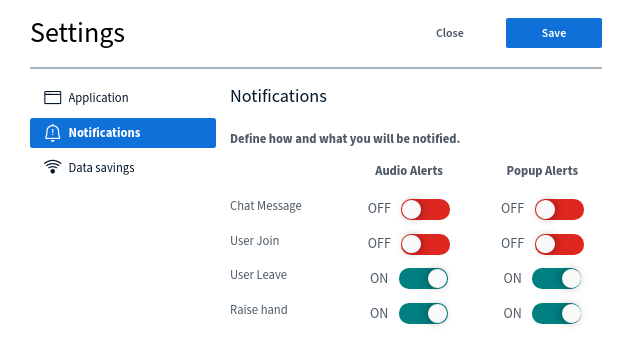 Settings
Close
Save
Application
Notifications
Data savings
Notifications
Define how and what you will be notified.
Audio Alerts Popup Alerts
Chat Message OFF OFF
User Join OFF OFF
User Leave ON ON
Raise hand ON ON